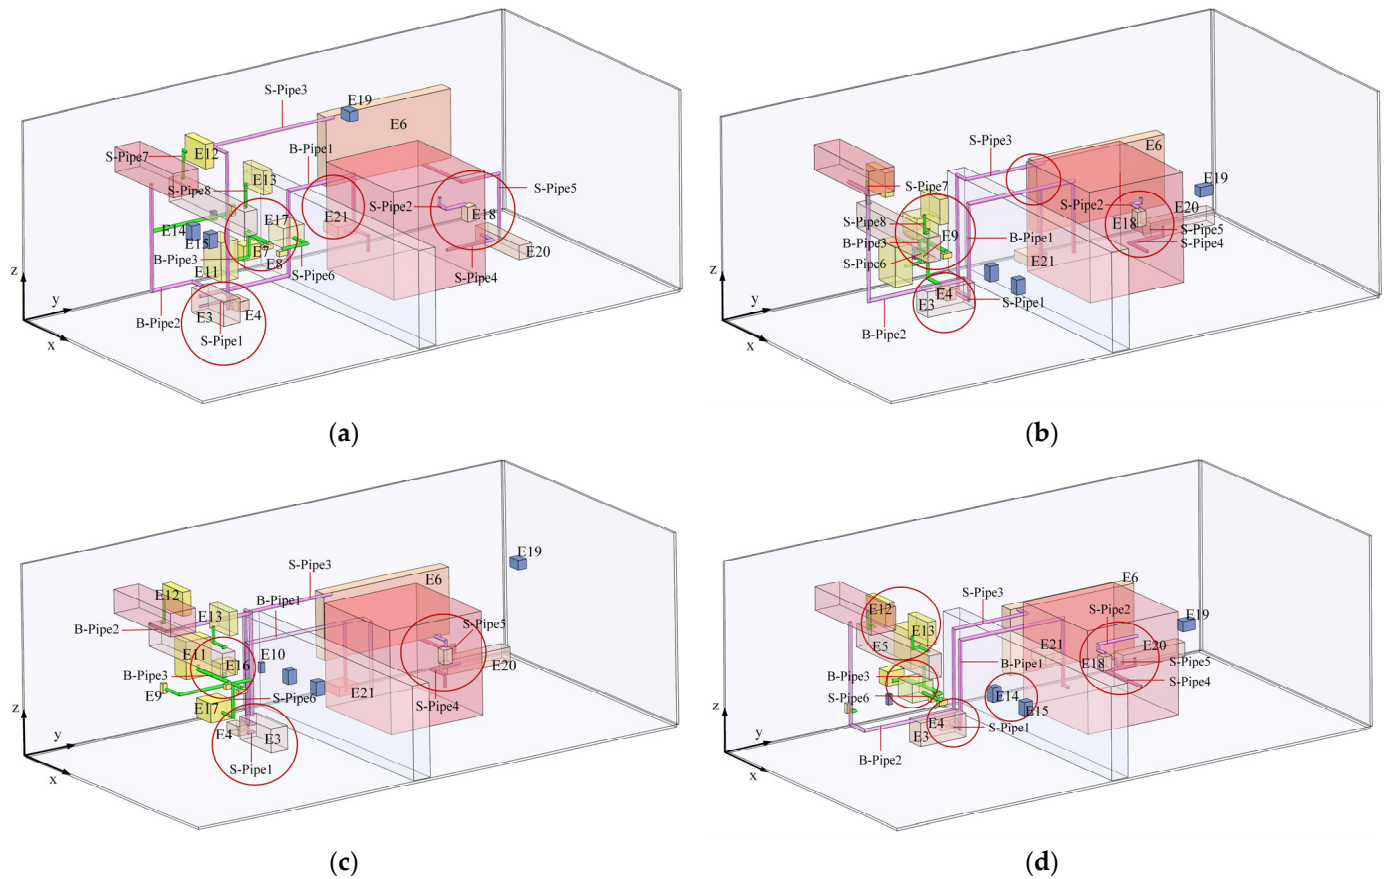 S-Pipe3
E19
E6
S-Pipe7
E12
B-Pipe1
S-Pipe8
E13
S-Pipe5
S-Pipe2
E21
E17
E18
E14
E15
E7
E20
B-Pipe3
E8
E11
S-Pipe6
S-Pipe4
z
y
x
B-Pipe2
E3
E4
S-Pipe1
(a)
S-Pipe3
E6
S-Pipe7
E19
S-Pipe2
E20
S-Pipe8
E18
S-Pipe5
B-Pipe3
E9
B-Pipe1
S-Pipe4
S-Pipc6
E21
z
y
x
E4
E3
S-Pipe1
B-Pipe2
(b)
E19
S-Pipe3
E6
E12
B-Pipe1
E13
B-Pipe2
S-Pipe5
E11
E16
E10
E20
B-Pipe3
E9
S-Pipe6
E21
S-Pipe4
E17
z
y
x
E4
E3
S-Pipe1
(c)
E6
S-Pipe3
E12
S-Pipe2
E19
E13
E5
E21
E20
E18
S-Pipe5
B-Pipe3
B-Pipe1
S-Pipe4
S-Pipe6
E14
E15
z
y
x
E4
E3
S-Pipe1
B-Pipe2
(d)